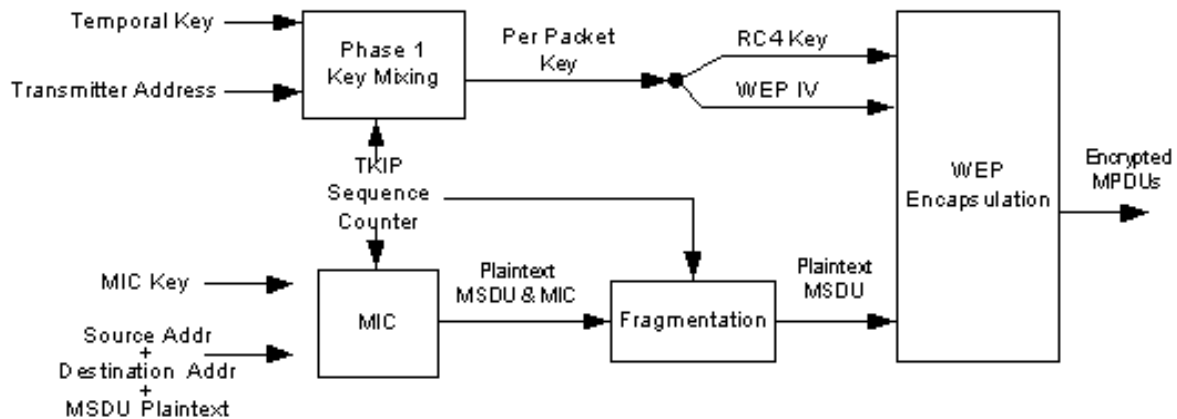 Temporal Key
Transmitter Address
Phase 1
Key Mixing
Per Packet
Key
RC4 Key
WEP IV
TKIP
Sequence
Counter
WEP
Encapsulation
Encrypted
MPDUs
MIC Key
Source Addr
+
Destination Addr
+
MSDU Plaintext
MIC
Plaintext
MSDU & MIC
Fragmentation
Plaintext
MSDU